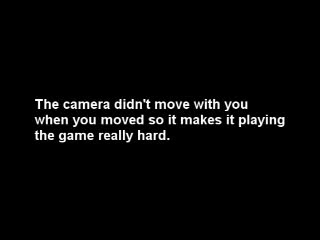 The camera didn't move with you
when you moved so it makes it playing
the game really hard.